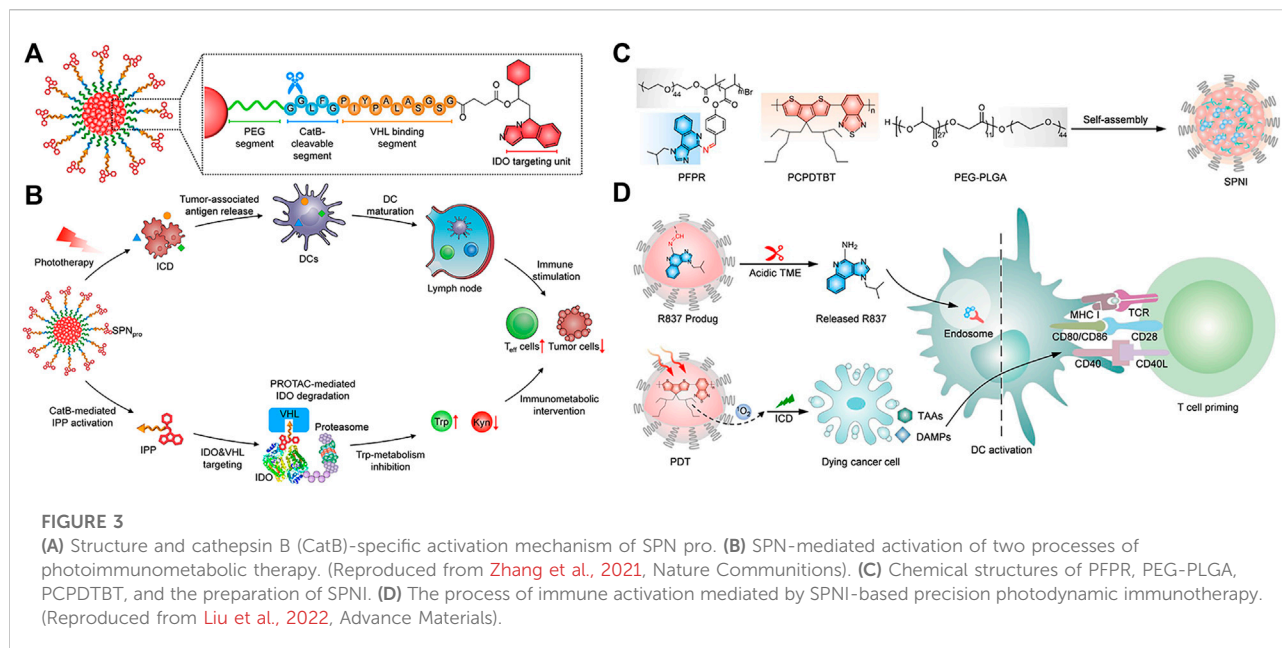 A
G G L F G P I Y P A L A S G S G
PEG segment
CatB-cleavable segment
VHL binding segment
IDO targeting unit
B
Phototherapy
Tumor-associated antigen release
ICD
DCs
DC maturation
Lymph node
Immune stimulation
SPNpro
Teff cells
Tumor cells
CatB-mediated IPP activation
IPP
IDO&VHL targeting
PROTAC-mediated IDO degradation
VHL
IDO
Proteasome
Trp-metabolism inhibition
Trp
Kyn
Immunometabolic intervention
C
PFPR
PCPDTBT
PEG-PLGA
Self-assembly
SPNI
D
R837 Produg
Acidic TME
Released R837
Endosome
MHC I
TCR
CD80/CD86
CD28
CD40
CD40L
T cell priming
PDT
¹O₂
ICD
Dying cancer cell
TAAs
DAMPs
DC activation
FIGURE 3
(A) Structure and cathepsin B (CatB)-specific activation mechanism of SPN pro. (B) SPN-mediated activation of two processes of
photoimmunometabolic therapy. (Reproduced from Zhang et al., 2021, Nature Communitions). (C) Chemical structures of PFPR, PEG-PLGA,
PCPDTBT, and the preparation of SPNI. (D) The process of immune activation mediated by SPNI-based precision photodynamic immunotherapy.
(Reproduced from Liu et al., 2022, Advance Materials).